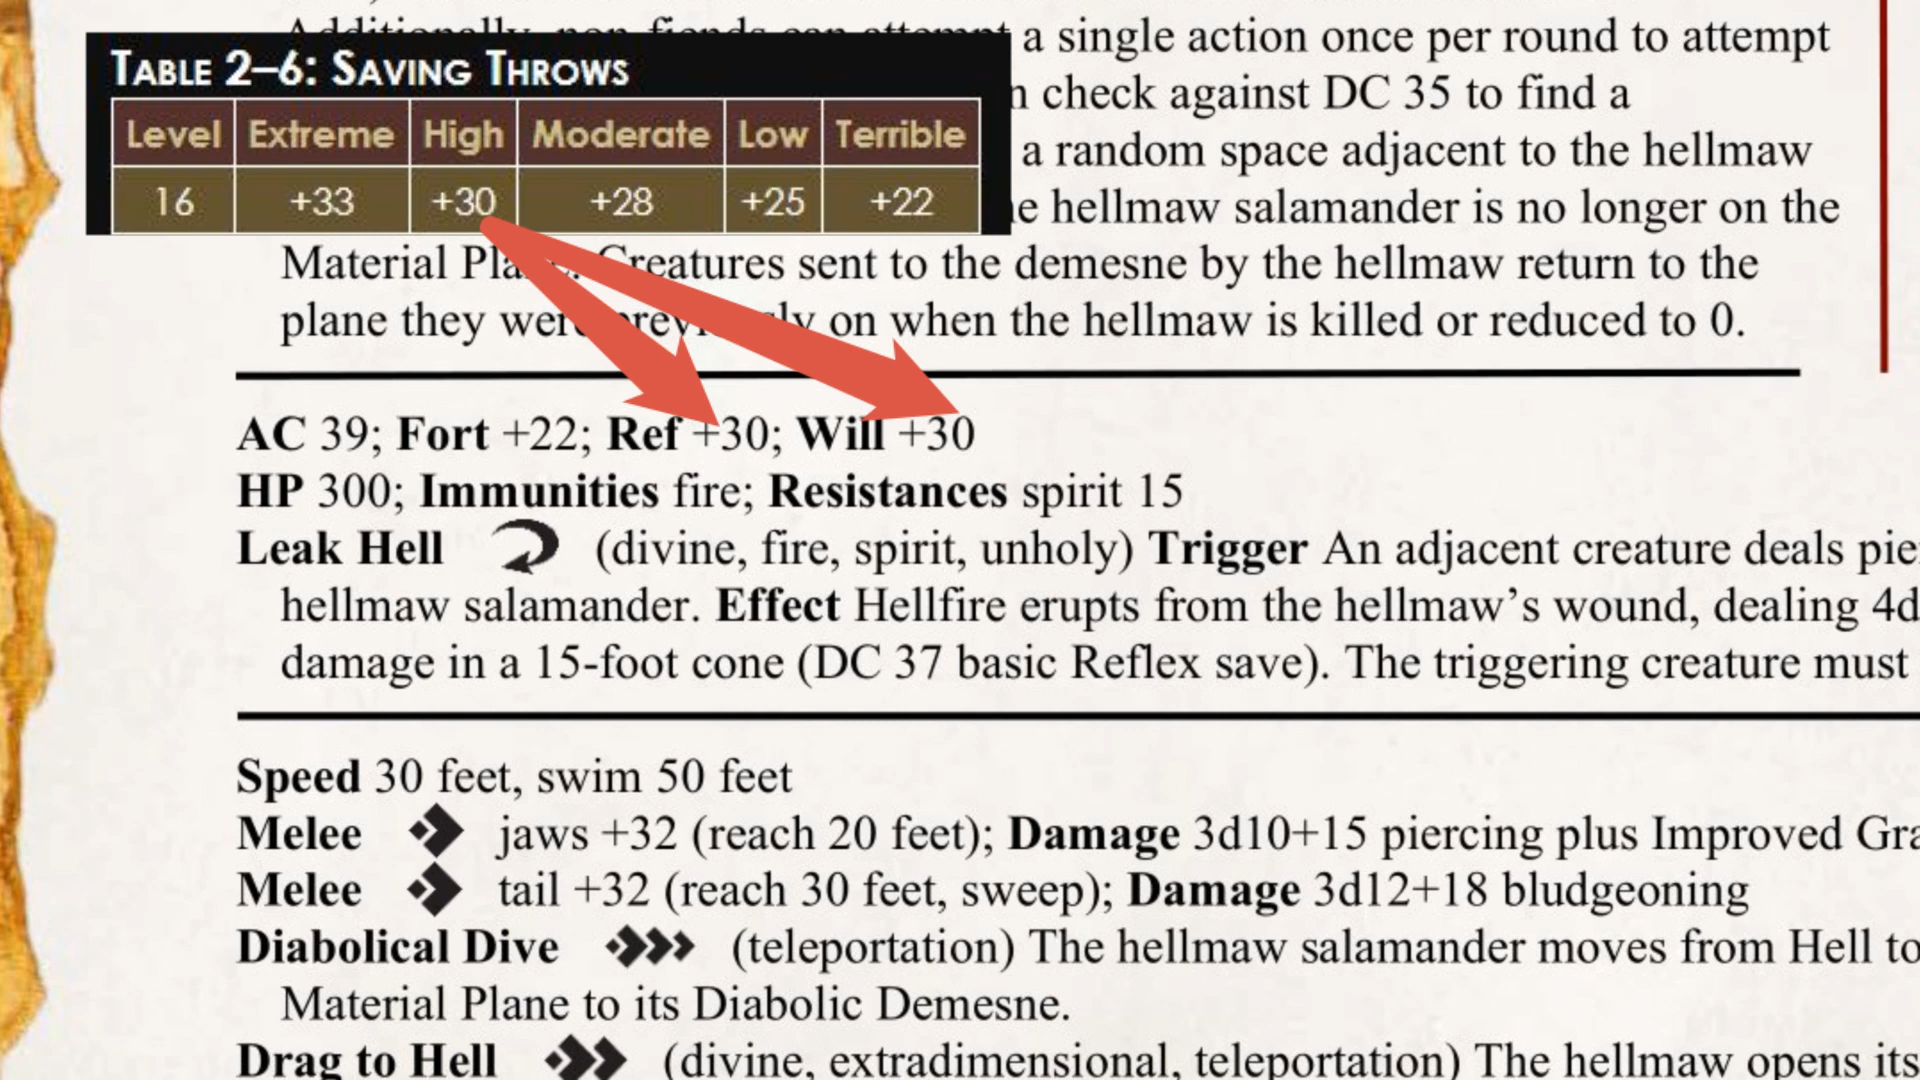 a single action once per round to attempt
TABLE 2–6: SAVING THROWS
check against DC 35 to find a
Level Extreme High Moderate Low Terrible
a random space adjacent to the hellmaw
16 +33 +30 +28 +25 +22
hellmaw salamander is no longer on the
Material Creatures sent to the demesne by the hellmaw return to the
plane they on when the hellmaw is killed or reduced to 0.
AC 39; Fort +22; Ref +30; Will +30
HP 300; Immunities fire; Resistances spirit 15
Leak Hell (divine, fire, spirit, unholy) Trigger An adjacent creature deals pie
hellmaw salamander. Effect Hellfire erupts from the hellmaw’s wound, dealing 4d
damage in a 15-foot cone (DC 37 basic Reflex save). The triggering creature must
Speed 30 feet, swim 50 feet
Melee jaws +32 (reach 20 feet); Damage 3d10+15 piercing plus Improved Gra
Melee tail +32 (reach 30 feet, sweep); Damage 3d12+18 bludgeoning
Diabolical Dive (teleportation) The hellmaw salamander moves from Hell to
Material Plane to its Diabolic Demesne.
Drag to Hell (divine, extradimensional, teleportation) The hellmaw opens its